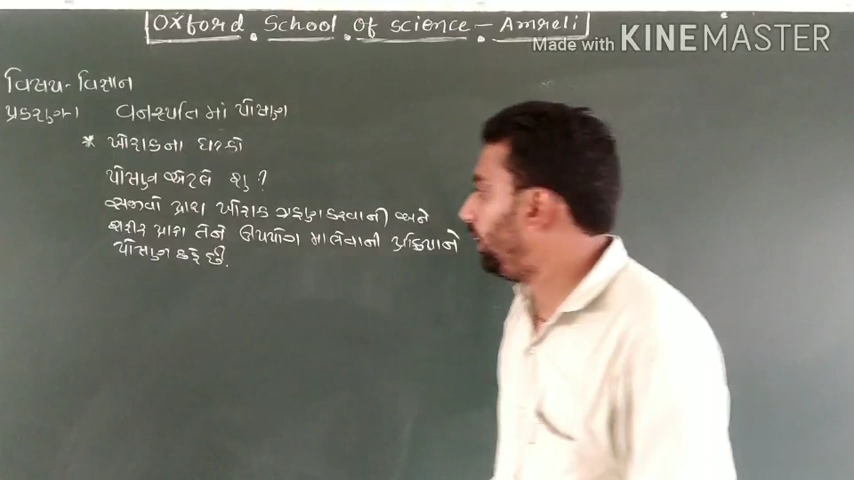 Oxford. School. of science. - Amreli
Made with KINEMASTER
વિષય - વિજ્ઞાન
પ્રકરણ-1 વનસ્પતિ માં પોષણ
* ખોરાકના ઘટકો
પોષણ એટલે શું ?
સજીવો દ્વારા ખોરાક ગ્રહણ કરવાની અને
શરીર દ્વારા તેને ઉપયોગ માં લેવાની પ્રક્રિયાને
પોષણ કહે છે.